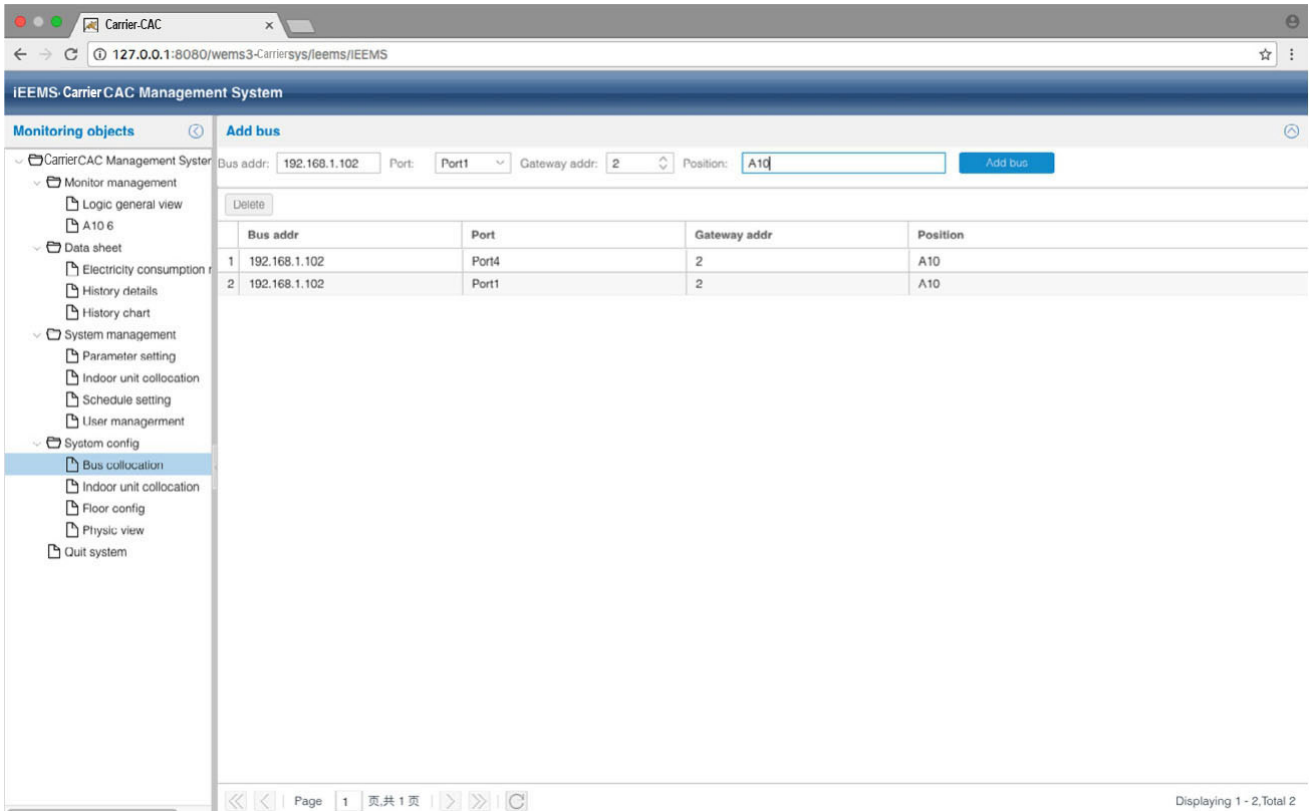 Carrier-CAC
127.0.0.1:8080/wems3-Carriersys/ieems/IEEMS
iEEMS-Carrier CAC Management System
Monitoring objects
Add bus
Bus addr: 192.168.1.102 Port: Port1 Gateway addr: 2 Position: A10 Add bus
Delete
Bus addr Port Gateway addr Position
1 192.168.1.102 Port4 2 A10
2 192.168.1.102 Port1 2 A10
Carrier CAC Management Syster
Monitor management
Logic general view
A10 6
Data sheet
Electricity consumption r
History details
History chart
System management
Parameter setting
Indoor unit collocation
Schedule setting
User managerment
System config
Bus collocation
Indoor unit collocation
Floor config
Physic view
Quit system
Page 1 页,共 1 页
Displaying 1 - 2,Total 2